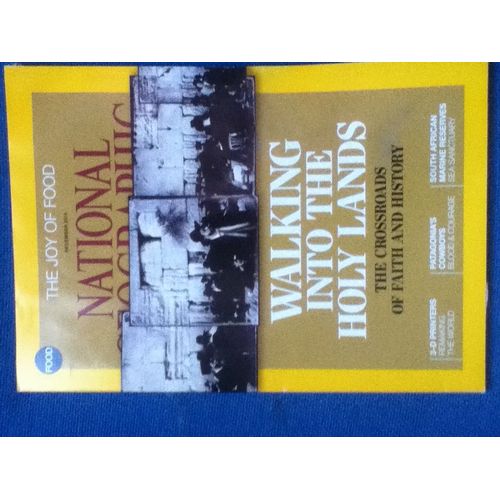 FOOD
THE JOY OF FOOD
NATIONAL
GEOGRAPHIC
WALKING
INTO THE
HOLY LANDS
THE CROSSROADS
OF FAITH AND HISTORY
3-D PRINTERS
REMAKING
THE WORLD
PATAGONIA'S
COWBOYS
BLOOD & COURAGE
SOUTH AFRICAN
MARINE RESERVES
SEA SANCTUARY